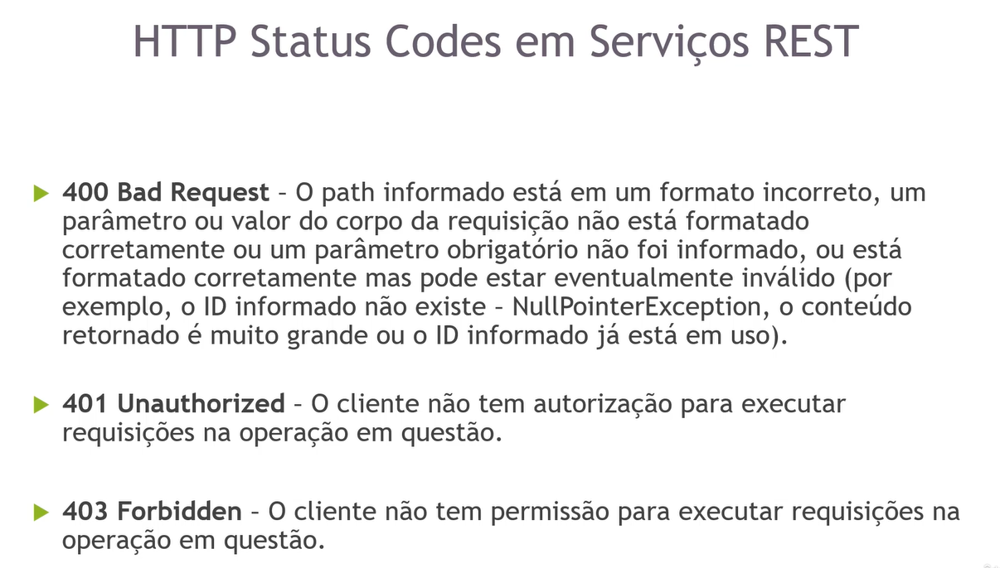 HTTP Status Codes em Serviços REST
400 Bad Request – O path informado está em um formato incorreto, um
parâmetro ou valor do corpo da requisição não está formatado
corretamente ou um parâmetro obrigatório não foi informado, ou está
formatado corretamente mas pode estar eventualmente inválido (por
exemplo, o ID informado não existe – NullPointerException, o conteúdo
retornado é muito grande ou o ID informado já está em uso).
401 Unauthorized – O cliente não tem autorização para executar
requisições na operação em questão.
403 Forbidden – O cliente não tem permissão para executar requisições na
operação em questão.